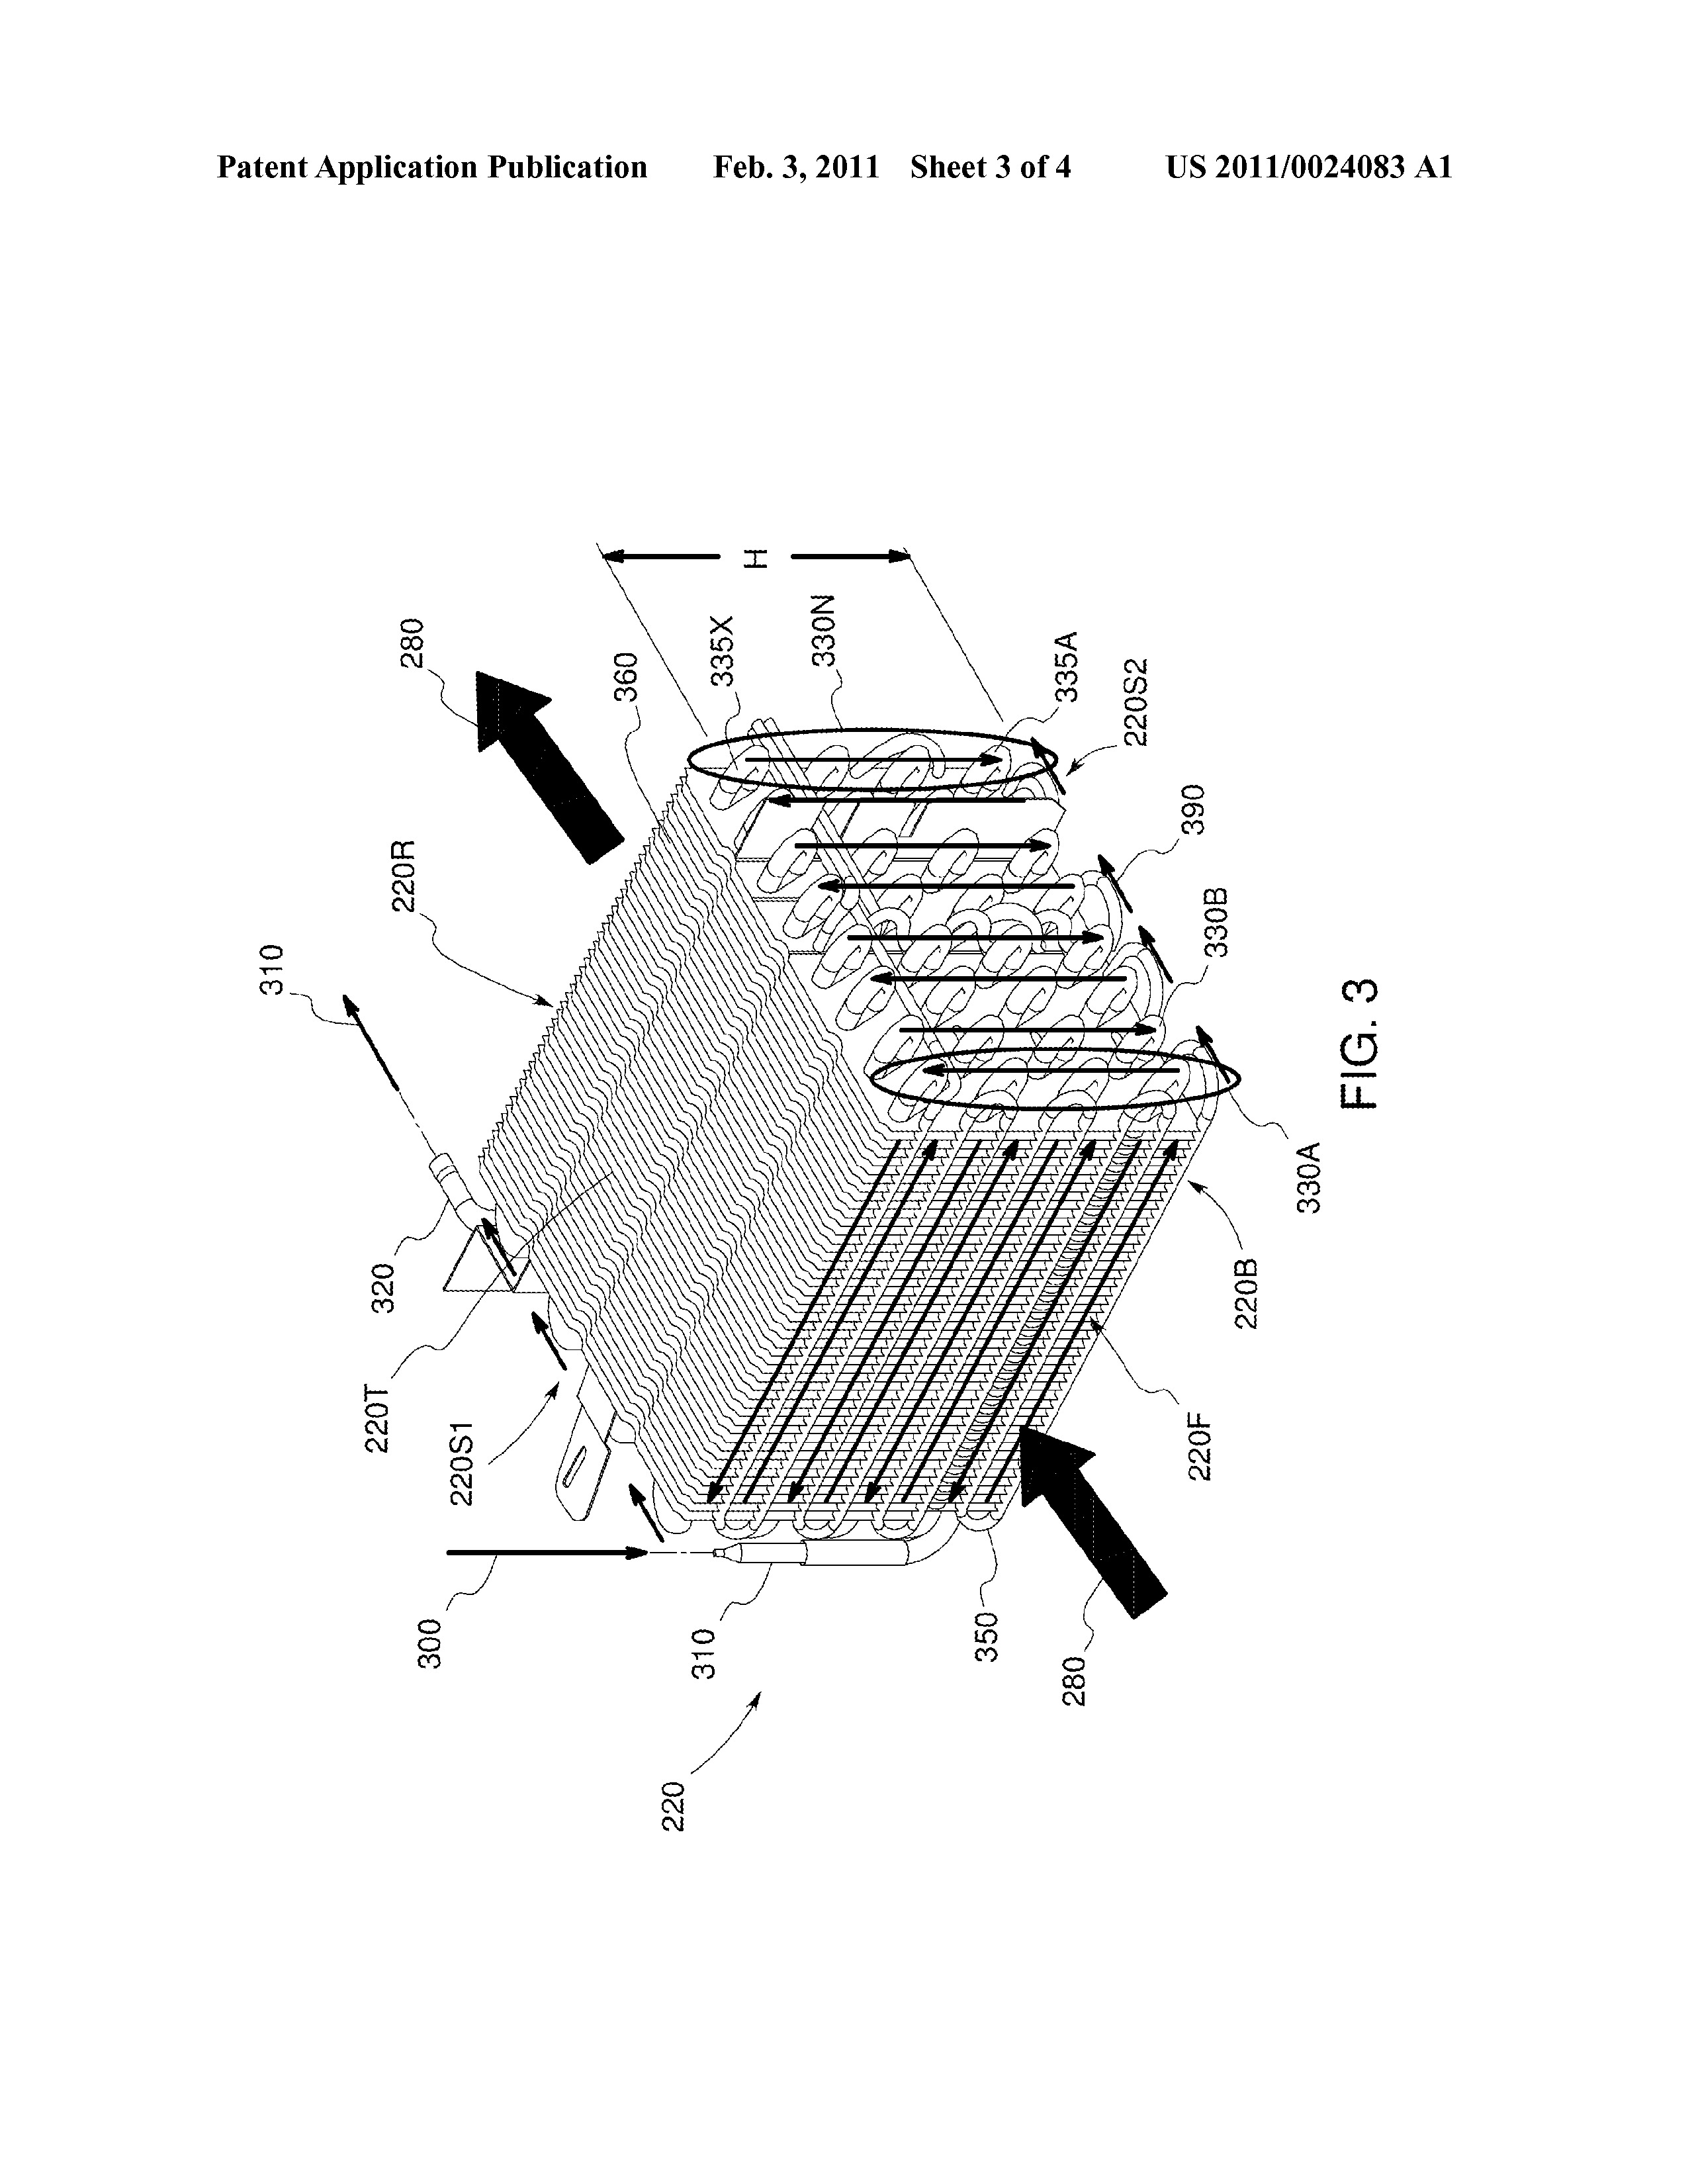 Patent Application Publication Feb. 3, 2011 Sheet 3 of 4 US 2011/0024083 A1
310
280
220R
360
335X
330N
H
335A
220S2
320
220T
220S1
390
330B
300
310
350
280
220F
220B
330A
220
FIG. 3